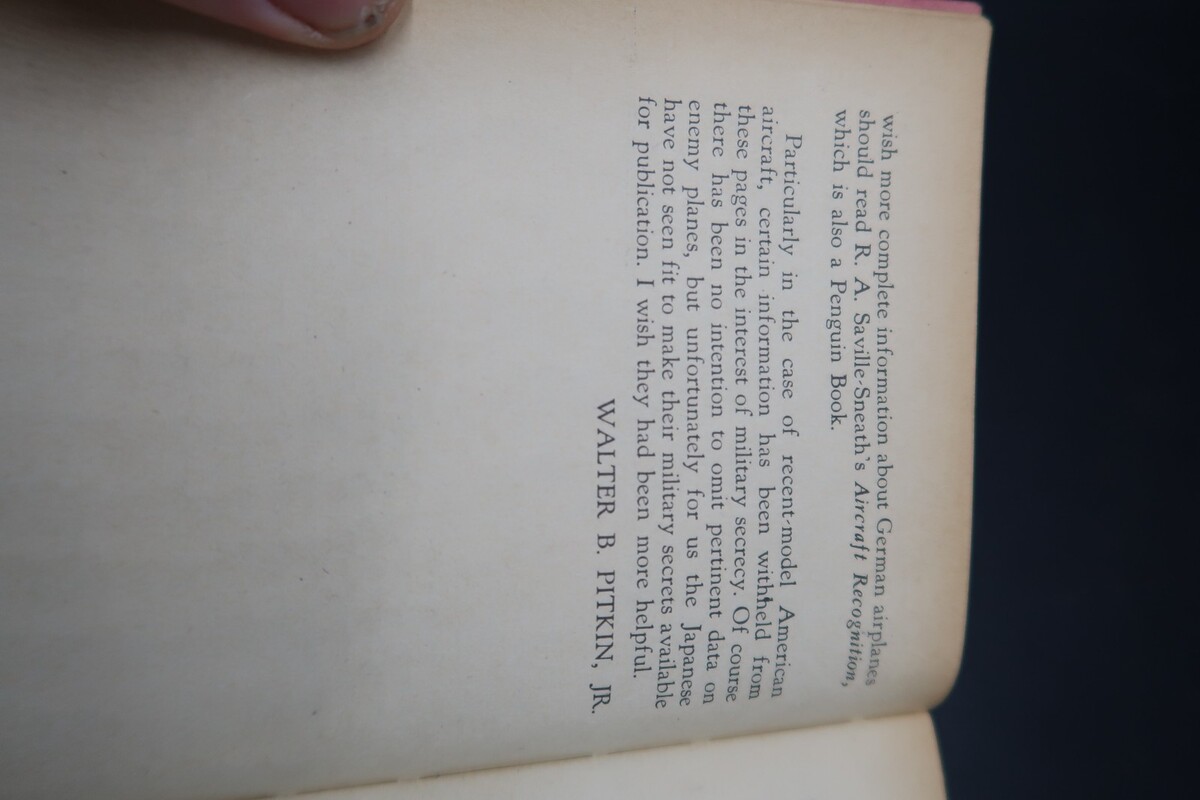 wish more complete information about German airplanes
should read R. A. Saville-Sneath's Aircraft Recognition,
which is also a Penguin Book.
Particularly in the case of recent-model American
aircraft, certain information has been withheld from
these pages in the interest of military secrecy. Of course
there has been no intention to omit pertinent data on
enemy planes, but unfortunately for us the Japanese
have not seen fit to make their military secrets available
for publication. I wish they had been more helpful.
WALTER B. PITKIN, JR.